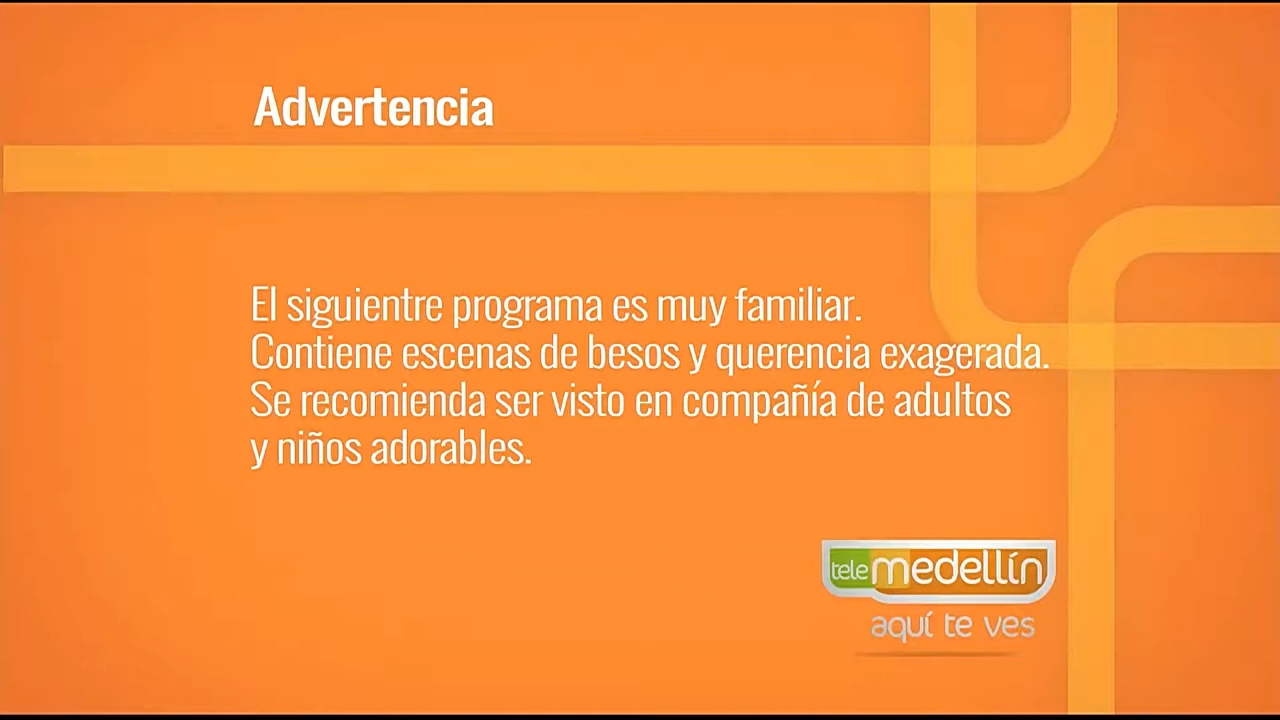 Advertencia
El siguientre programa es muy familiar.
Contiene escenas de besos y querencia exagerada.
Se recomienda ser visto en compañía de adultos
y niños adorables.
tele medellín
aquí te ves